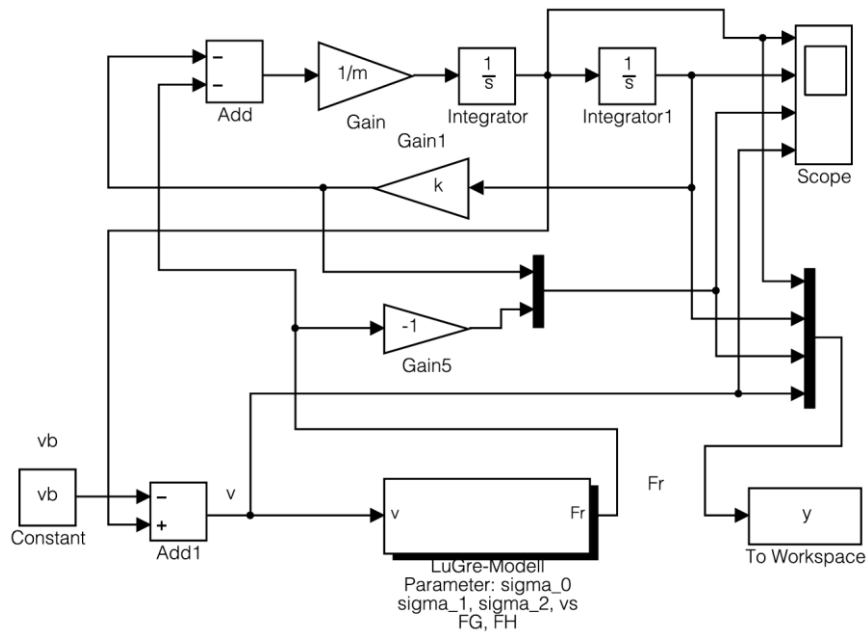 −
−
Add
1/m
Gain
1
s
Integrator
1
s
Integrator1
Scope
Gain1
k
-1
Gain5
vb
vb
Constant
−
+
Add1
v
v
Fr
Fr
LuGre-Modell
Parameter: sigma_0
sigma_1, sigma_2, vs
FG, FH
y
To Workspace